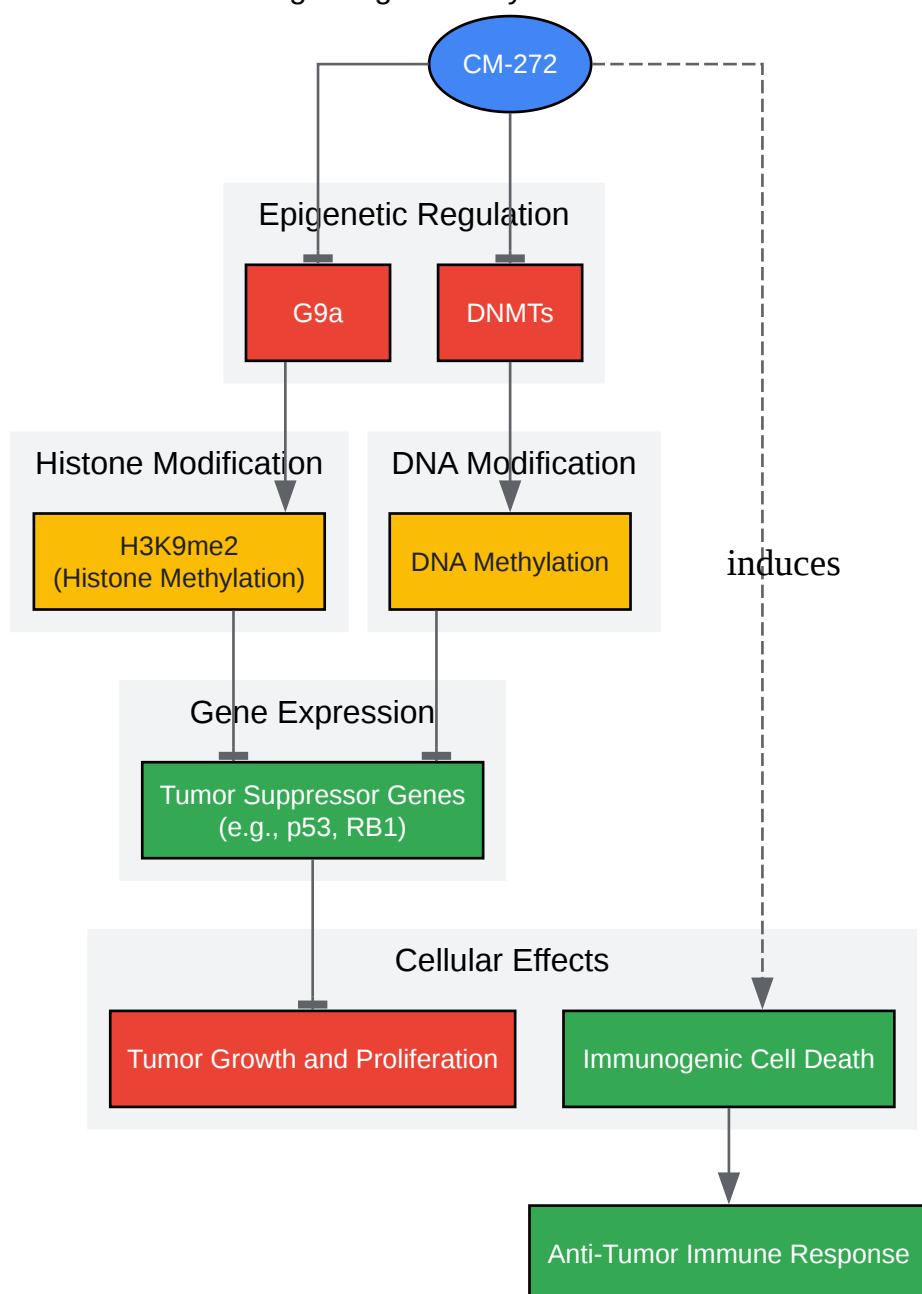 CM-272
Epigenetic Regulation
G9a
DNMTs
Histone Modification
DNA Modification
H3K9me2
(Histone Methylation)
DNA Methylation
induces
Gene Expression
Tumor Suppressor Genes
(e.g., p53, RB1)
Cellular Effects
Tumor Growth and Proliferation
Immunogenic Cell Death
Anti-Tumor Immune Response